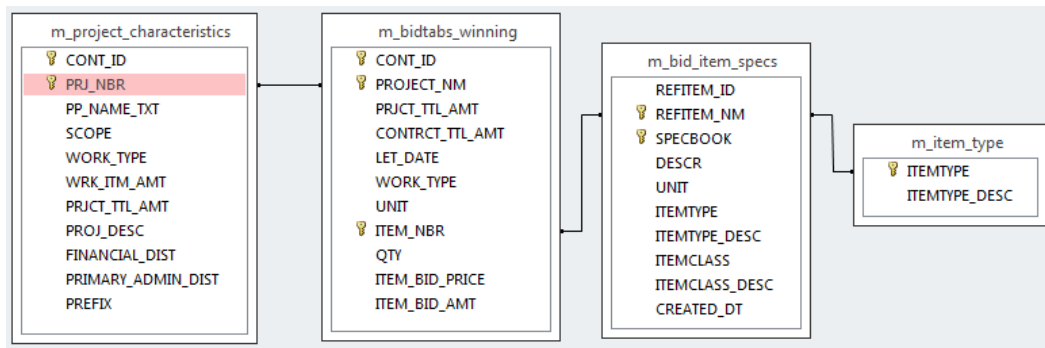 m_project_characteristics
CONT_ID
PRJ_NBR
PP_NAME_TXT
SCOPE
WORK_TYPE
WRK_ITM_AMT
PRJCT_TTL_AMT
PROJ_DESC
FINANCIAL_DIST
PRIMARY_ADMIN_DIST
PREFIX
m_bidtabs_winning
CONT_ID
PROJECT_NM
PRJCT_TTL_AMT
CONTRCT_TTL_AMT
LET_DATE
WORK_TYPE
UNIT
ITEM_NBR
QTY
ITEM_BID_PRICE
ITEM_BID_AMT
m_bid_item_specs
REFITEM_ID
REFITEM_NM
SPECBOOK
DESCR
UNIT
ITEMTYPE
ITEMTYPE_DESC
ITEMCLASS
ITEMCLASS_DESC
CREATED_DT
m_item_type
ITEMTYPE
ITEMTYPE_DESC